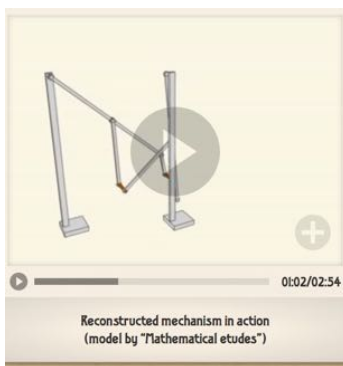 01:02/02:54
Reconstructed mechanism in action
(model by "Mathematical etudes")